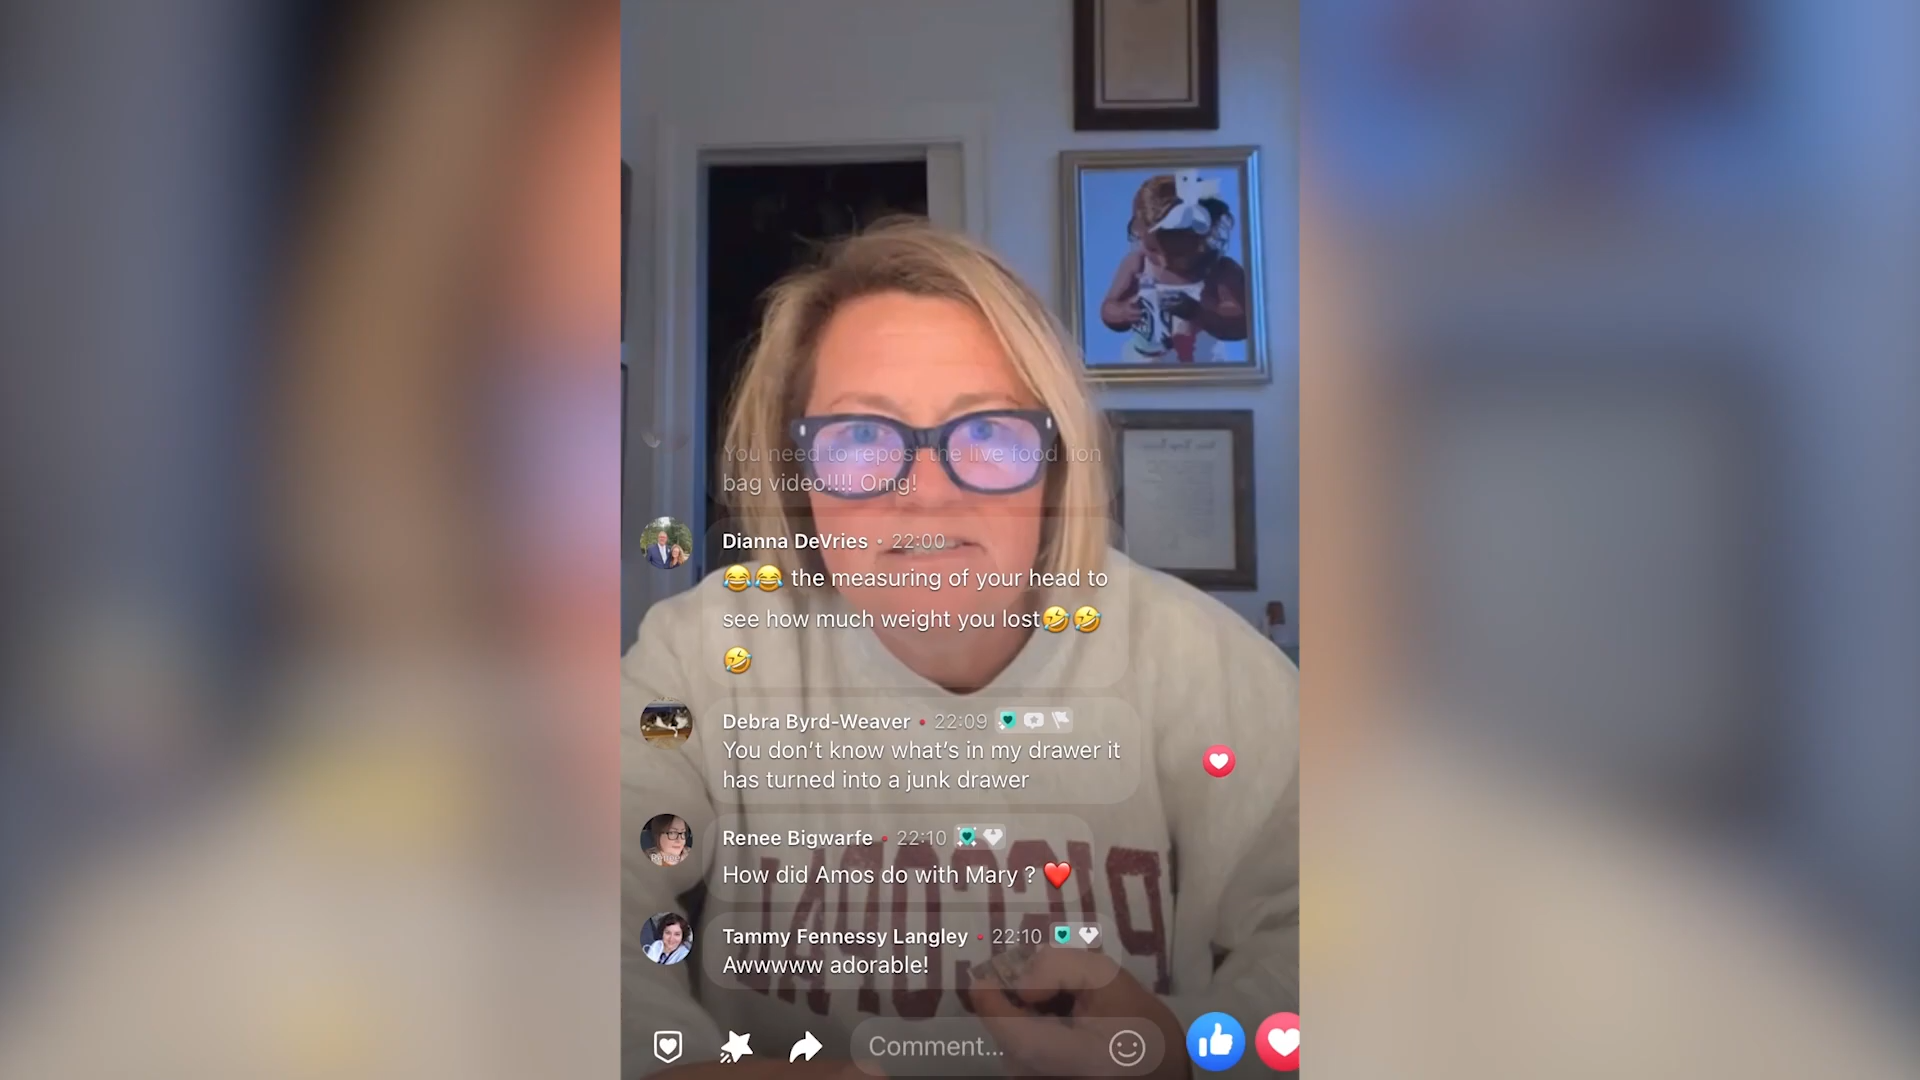 You need to repost the live food lion
bag video!!!! Omg!
Dianna DeVries • 22:00
😂😂 the measuring of your head to
see how much weight you lost🤣🤣
🤣
Debra Byrd-Weaver • 22:09
You don’t know what’s in my drawer it
has turned into a junk drawer
Renee Bigwarfe • 22:10
How did Amos do with Mary ? ❤️
Tammy Fennessy Langley • 22:10
Awwwww adorable!
Comment...